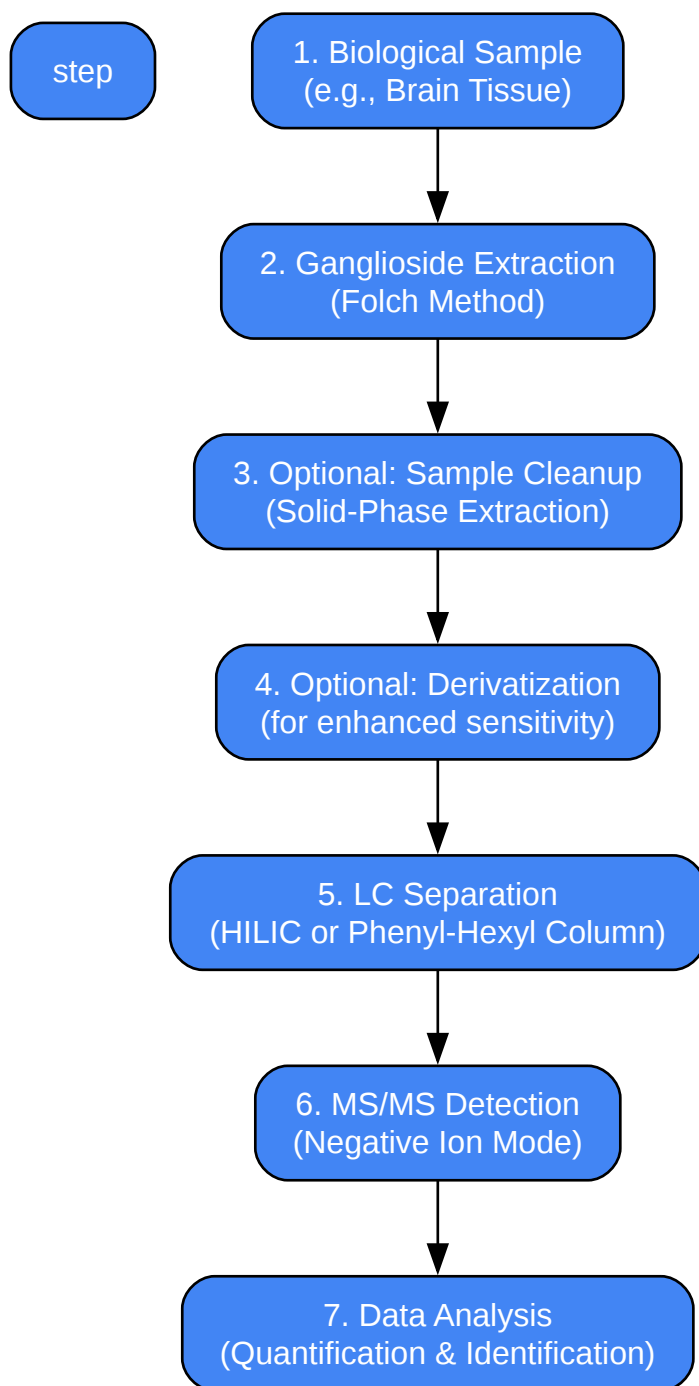 step
1. Biological Sample
(e.g., Brain Tissue)
2. Ganglioside Extraction
(Folch Method)
3. Optional: Sample Cleanup
(Solid-Phase Extraction)
4. Optional: Derivatization
(for enhanced sensitivity)
5. LC Separation
(HILIC or Phenyl-Hexyl Column)
6. MS/MS Detection
(Negative Ion Mode)
7. Data Analysis
(Quantification & Identification)